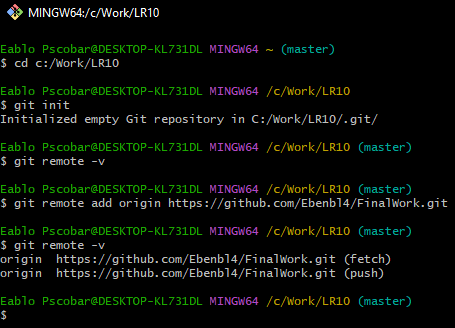 MINGW64:/c/Work/LR10
Eablo Pscobar@DESKTOP-KL731DL MINGW64 ~ (master)
$ cd c:/Work/LR10
Eablo Pscobar@DESKTOP-KL731DL MINGW64 /c/Work/LR10
$ git init
Initialized empty Git repository in C:/Work/LR10/.git/
Eablo Pscobar@DESKTOP-KL731DL MINGW64 /c/Work/LR10 (master)
$ git remote -v
Eablo Pscobar@DESKTOP-KL731DL MINGW64 /c/Work/LR10 (master)
$ git remote add origin https://github.com/Ebenbl4/FinalWork.git
Eablo Pscobar@DESKTOP-KL731DL MINGW64 /c/Work/LR10 (master)
$ git remote -v
origin  https://github.com/Ebenbl4/FinalWork.git (fetch)
origin  https://github.com/Ebenbl4/FinalWork.git (push)
Eablo Pscobar@DESKTOP-KL731DL MINGW64 /c/Work/LR10 (master)
$